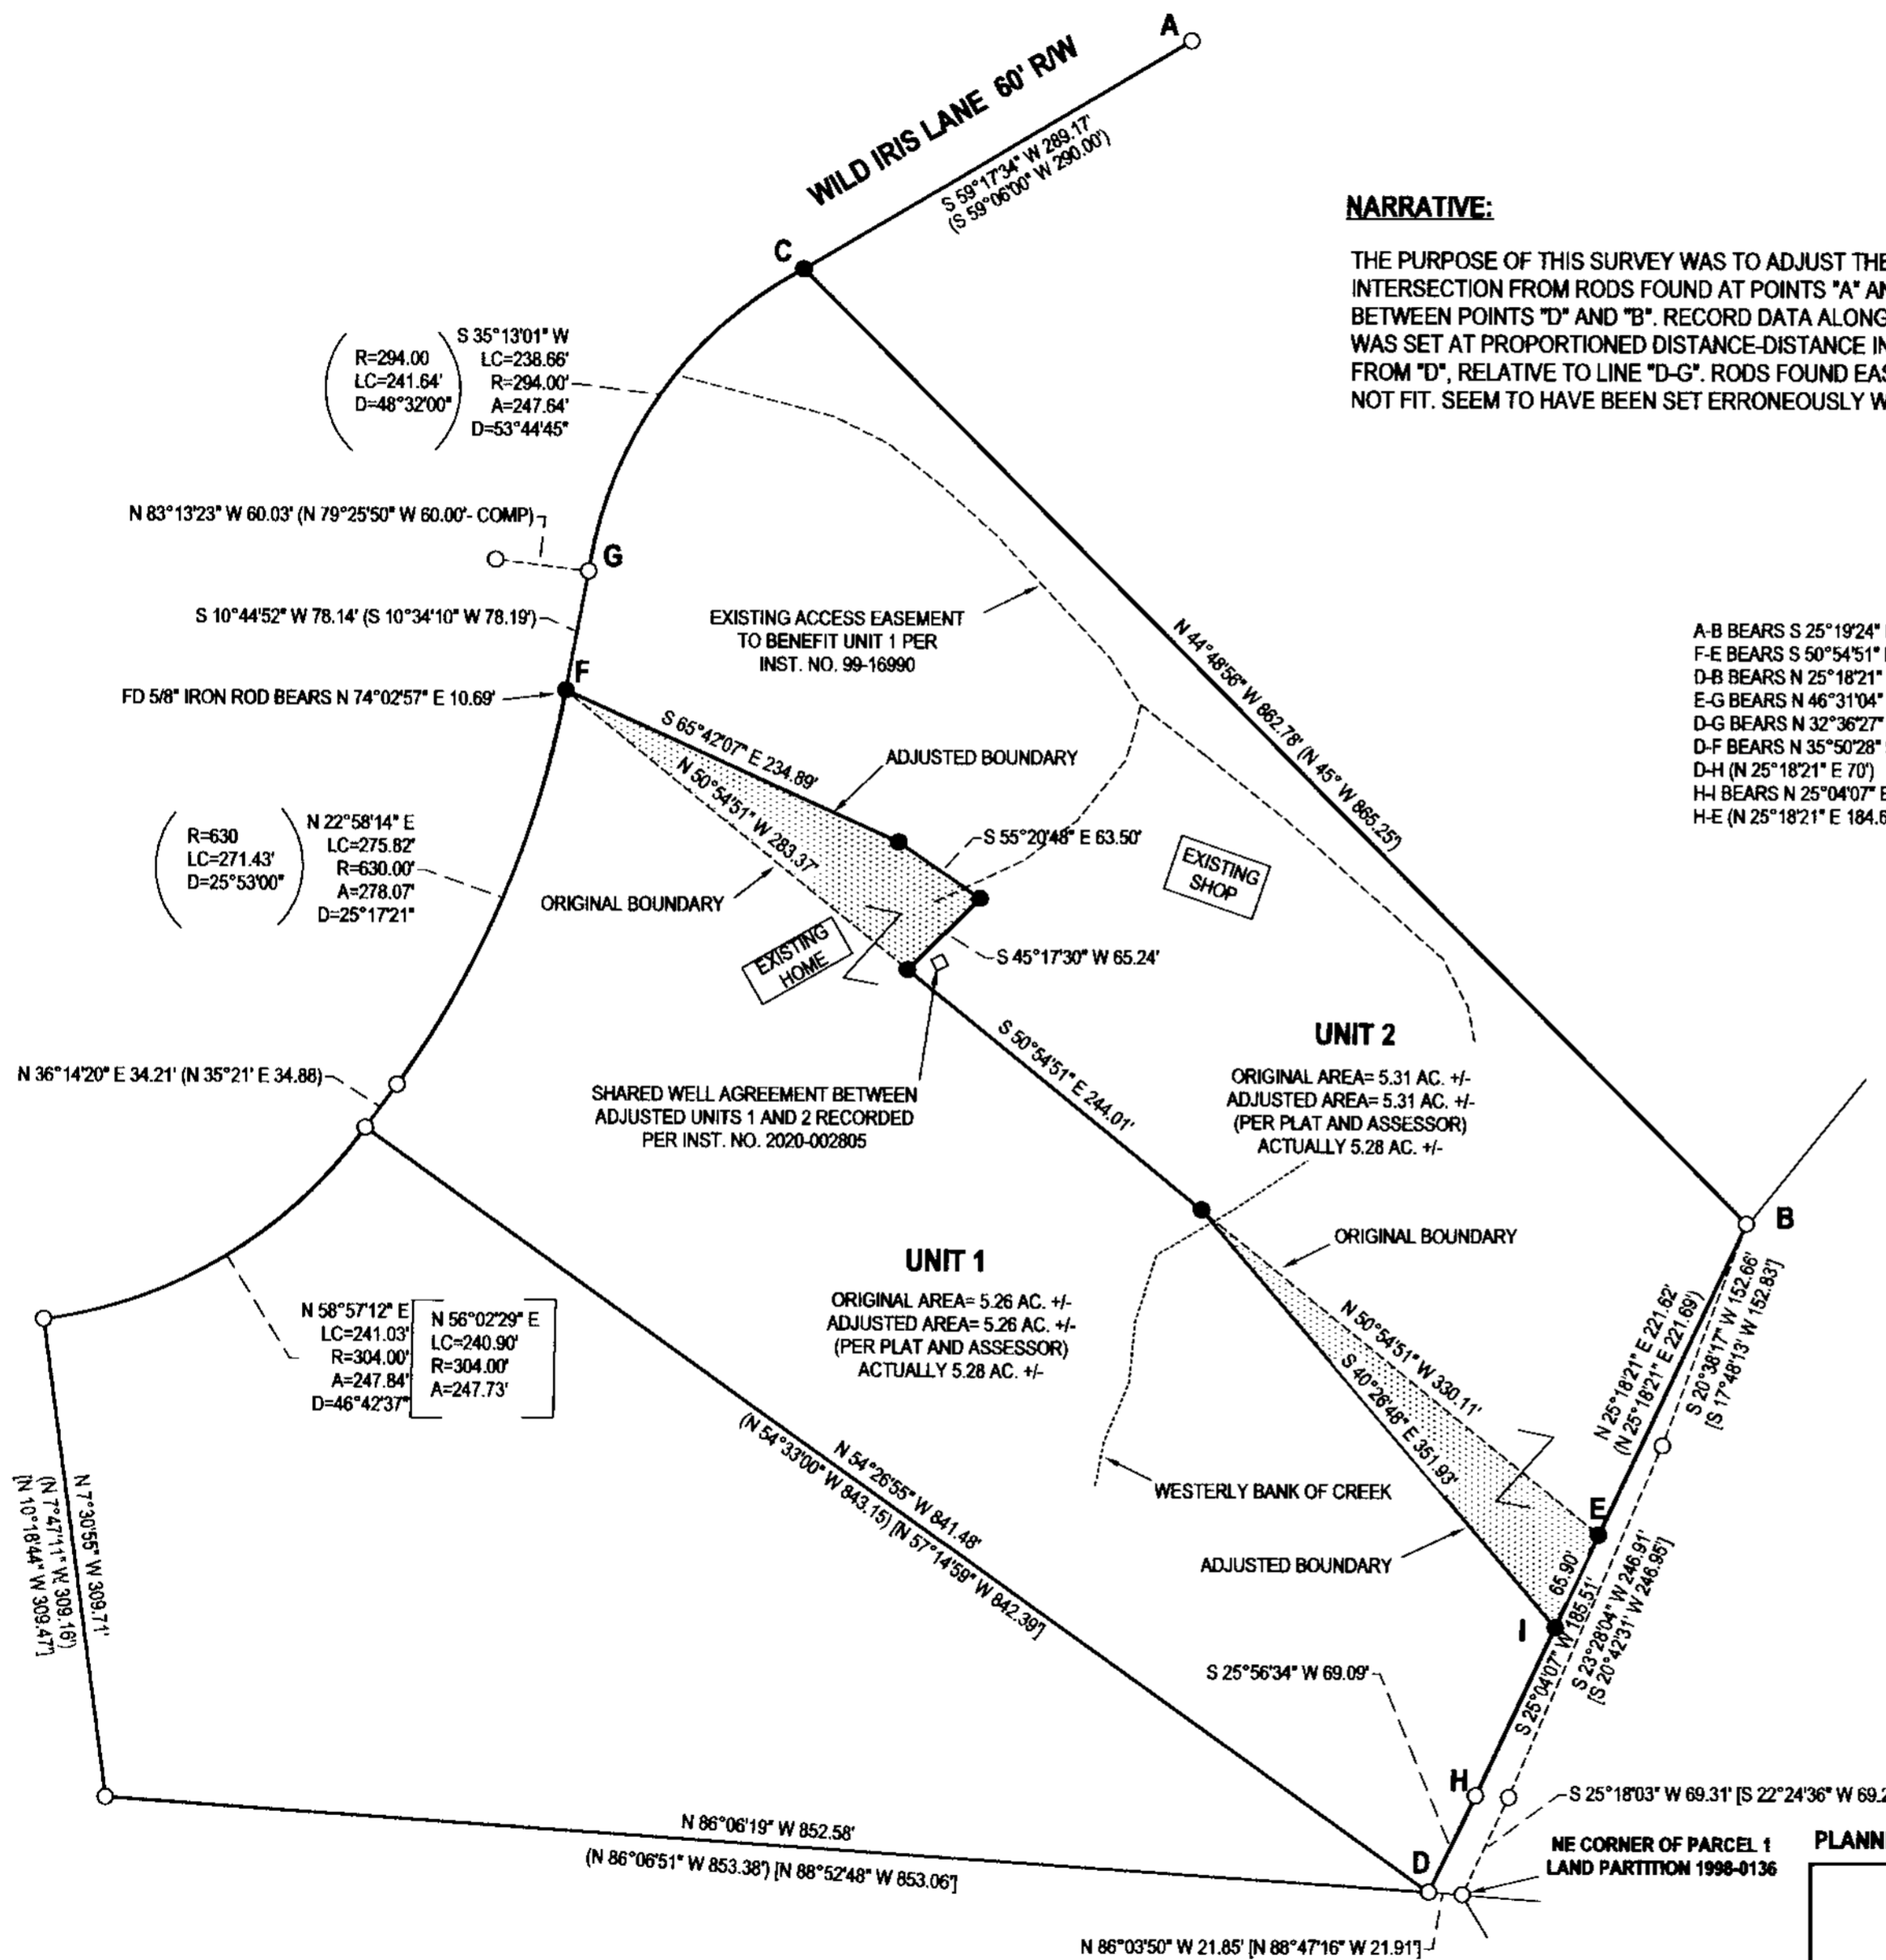 A
WILD IRIS LANE 60' R/W
S 59°17'34" W 289.17'
(S 59°06'00" W 290.00')
C
NARRATIVE:
THE PURPOSE OF THIS SURVEY WAS TO ADJUST THE
INTERSECTION FROM RODS FOUND AT POINTS "A" AN
BETWEEN POINTS "D" AND "B". RECORD DATA ALONG
WAS SET AT PROPORTIONED DISTANCE-DISTANCE IN
FROM "D", RELATIVE TO LINE "D-G". RODS FOUND EAS
NOT FIT. SEEM TO HAVE BEEN SET ERRONEOUSLY W
R=294.00
LC=241.64'
D=48°32'00"
S 35°13'01" W
LC=238.66'
R=294.00'
A=247.64'
D=53°44'45"
N 83°13'23" W 60.03' (N 79°25'50" W 60.00'- COMP)
G
S 10°44'52" W 78.14' (S 10°34'10" W 78.19')
EXISTING ACCESS EASEMENT
TO BENEFIT UNIT 1 PER
INST. NO. 99-16990
N 44°48'56" W 862.78' (N 45° W 865.25')
A-B BEARS S 25°19'24"
F-E BEARS S 50°54'51"
D-B BEARS N 25°18'21"
E-G BEARS N 46°31'04"
D-G BEARS N 32°36'27"
D-F BEARS N 35°50'28"
D-H (N 25°18'21" E 70')
H-I BEARS N 25°04'07" E
H-E (N 25°18'21" E 184.6
F
FD 5/8" IRON ROD BEARS N 74°02'57" E 10.69'
S 65°42'07" E 234.89'
ADJUSTED BOUNDARY
N 50°54'51" W 283.37'
S 55°20'48" E 63.50'
EXISTING
SHOP
R=630
LC=271.43'
D=25°53'00"
N 22°58'14" E
LC=275.82'
R=630.00'
A=278.07'
D=25°17'21"
ORIGINAL BOUNDARY
EXISTING
HOME
S 45°17'30" W 65.24'
S 50°54'51" E 244.01'
N 36°14'20" E 34.21' (N 35°21' E 34.88)
SHARED WELL AGREEMENT BETWEEN
ADJUSTED UNITS 1 AND 2 RECORDED
PER INST. NO. 2020-002805
UNIT 2
ORIGINAL AREA= 5.31 AC. +/-
ADJUSTED AREA= 5.31 AC. +/-
(PER PLAT AND ASSESSOR)
ACTUALLY 5.28 AC. +/-
B
ORIGINAL BOUNDARY
UNIT 1
ORIGINAL AREA= 5.26 AC. +/-
ADJUSTED AREA= 5.26 AC. +/-
(PER PLAT AND ASSESSOR)
ACTUALLY 5.28 AC. +/-
N 58°57'12" E
LC=241.03'
R=304.00'
A=247.84'
D=46°42'37"
N 56°02'29" E
LC=240.90'
R=304.00'
A=247.73'
N 50°54'51" W 330.11'
S 40°26'48" E 351.93'
N 25°18'21" E 221.62'
(N 25°18'21" E 221.69')
S 20°38'17" W 152.66'
[S 17°48'13" W 152.83']
WESTERLY BANK OF CREEK
E
ADJUSTED BOUNDARY
65.90'
I
S 25°04'07" W 185.51'
S 23°28'04" W 246.91'
[S 20°42'31" W 246.95']
N 7°30'55" W 309.71'
(N 7°47'11" W 309.16')
[N 10°16'44" W 309.47']
N 54°26'55" W 841.48'
(N 54°33'00" W 843.15) [N 57°14'59" W 842.39']
S 25°56'34" W 69.09'
H
S 25°18'03" W 69.31' [S 22°24'36" W 69.2
N 86°06'19" W 852.58'
(N 86°06'51" W 853.38') [N 88°52'48" W 853.06']
D
NE CORNER OF PARCEL 1
LAND PARTITION 1998-0136
PLANN
N 86°03'50" W 21.85' [N 88°47'16" W 21.91']